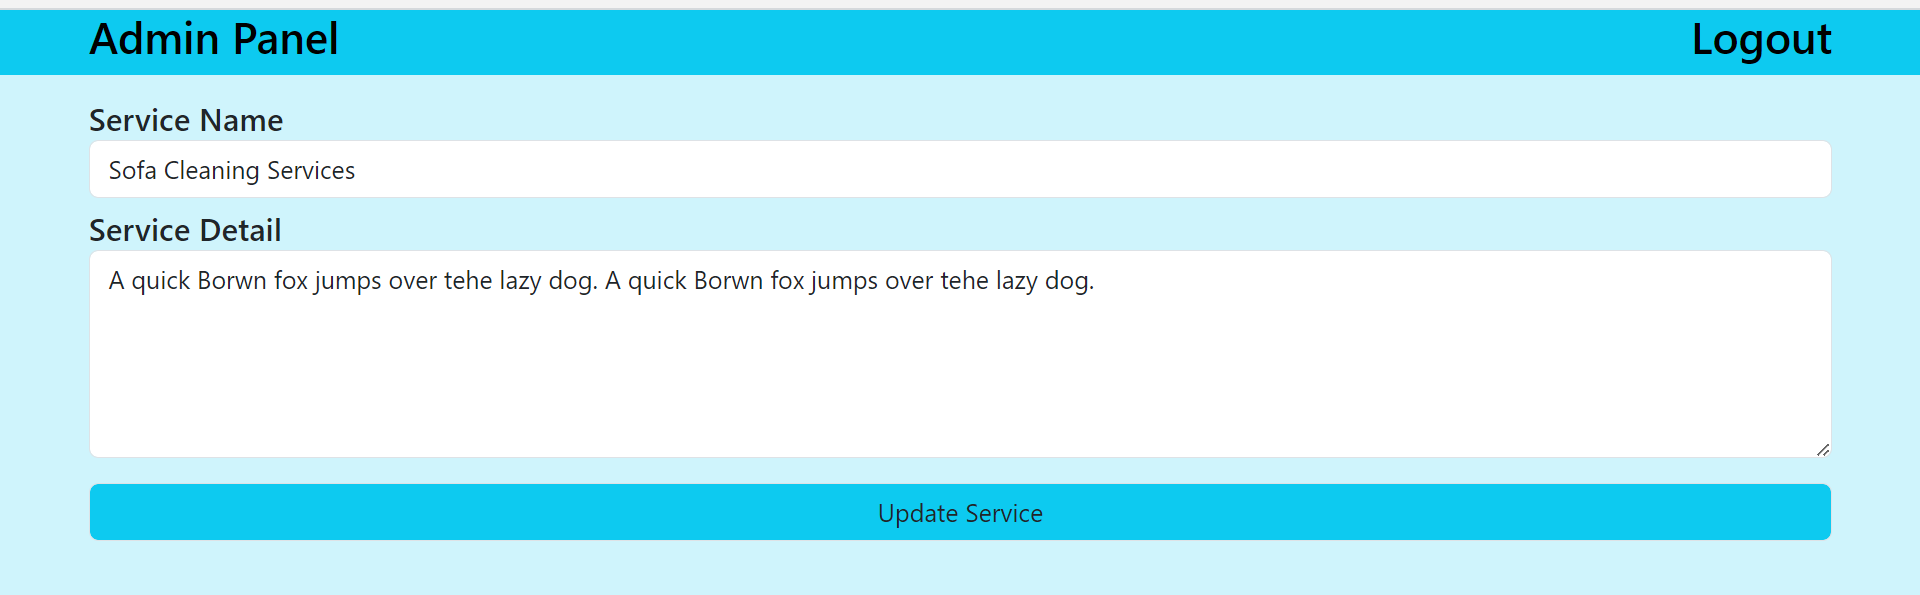 Admin Panel
Logout
Service Name
Sofa Cleaning Services
Service Detail
A quick Borwn fox jumps over tehe lazy dog. A quick Borwn fox jumps over tehe lazy dog.
Update Service